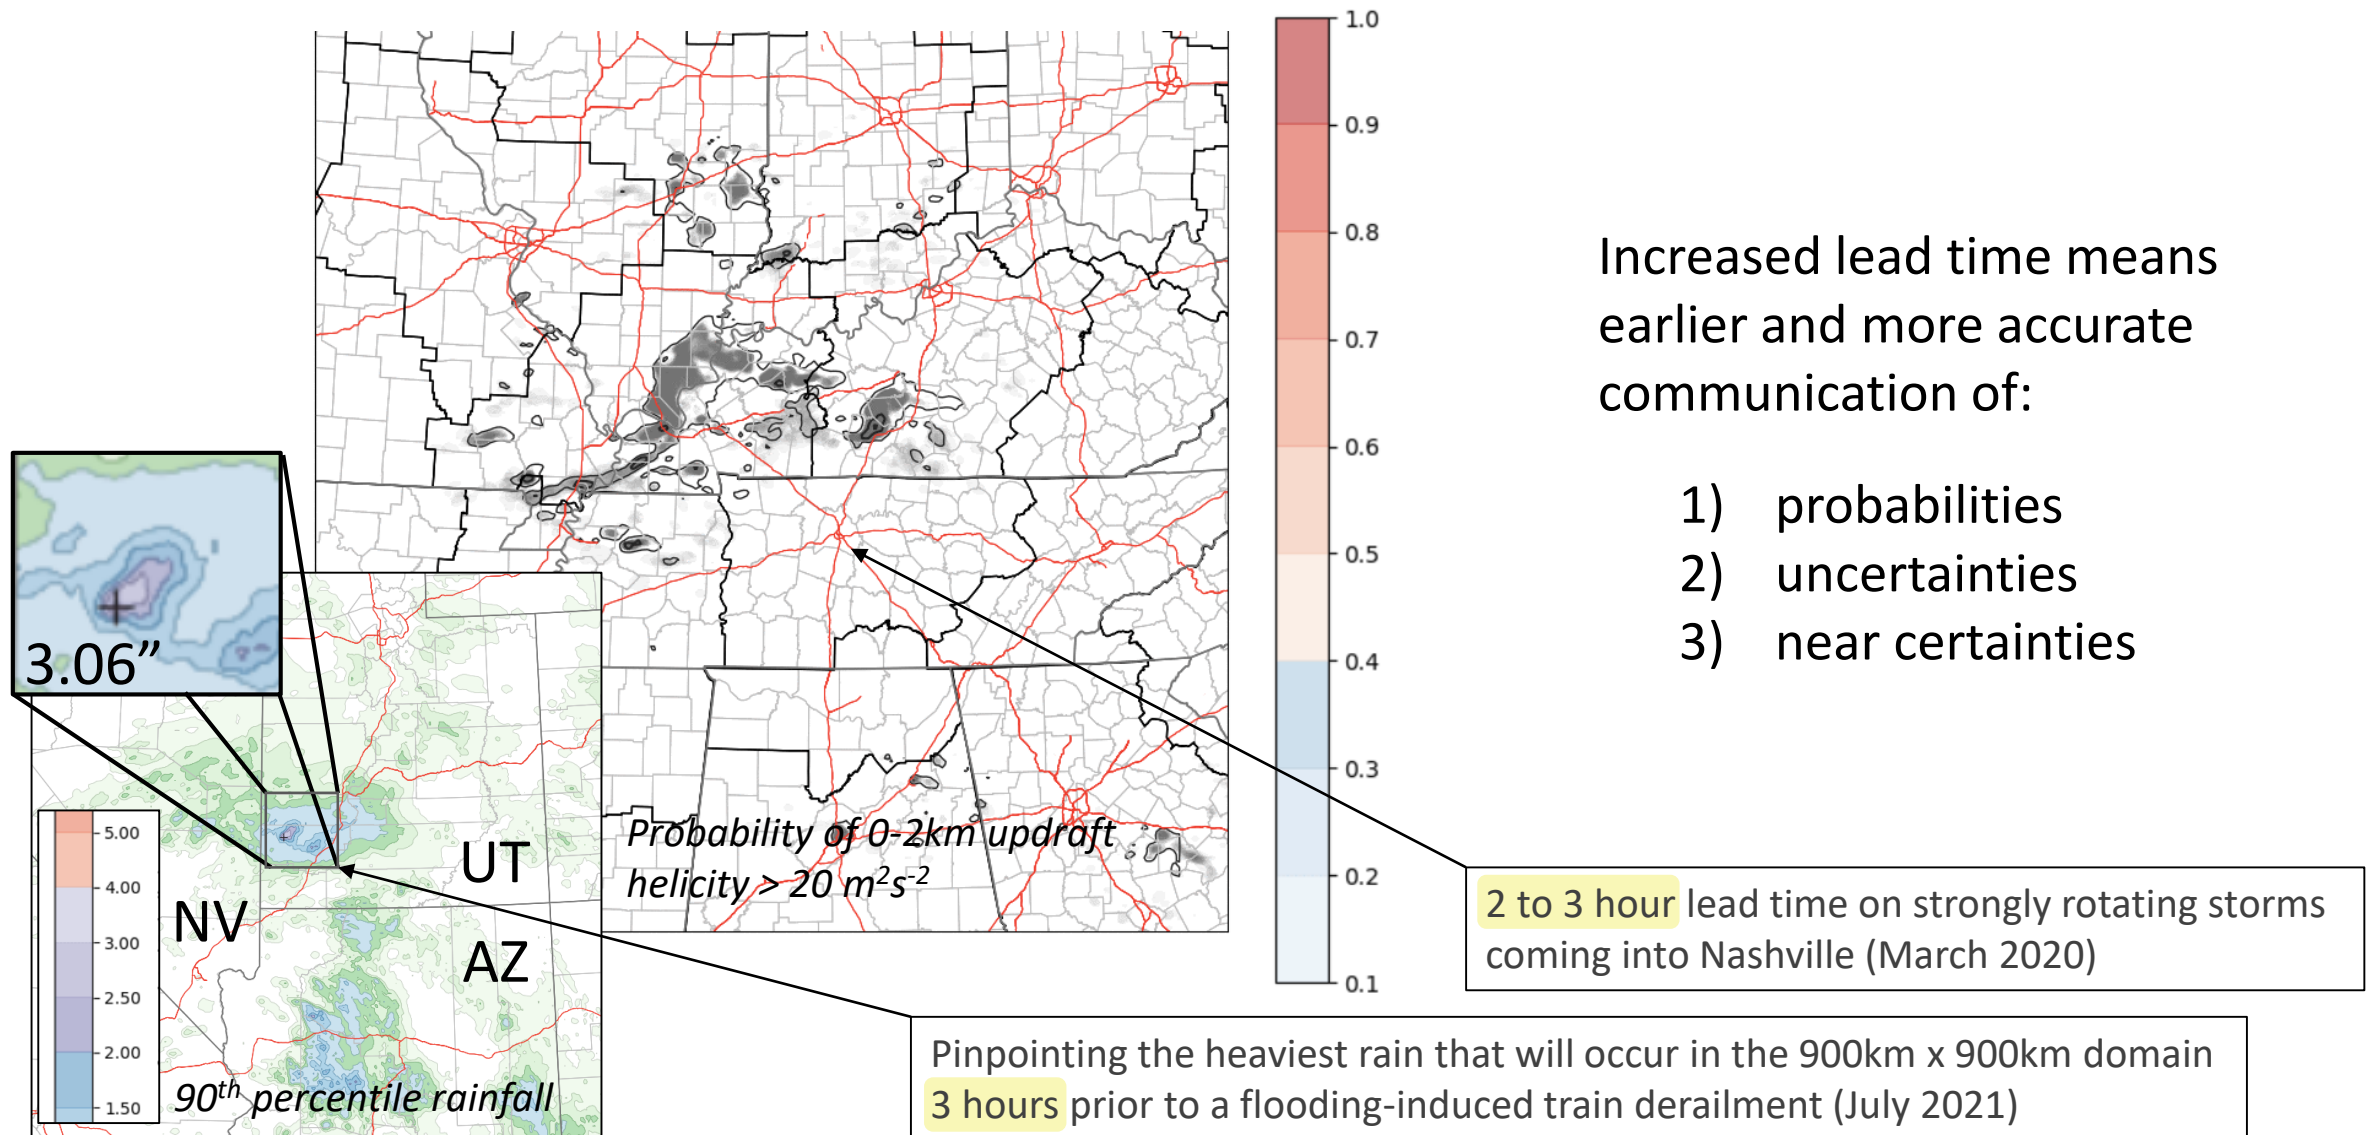 1.0
0.9
0.8
0.7
0.6
0.5
0.4
0.3
0.2
0.1
Increased lead time means
earlier and more accurate
communication of:
1) probabilities
2) uncertainties
3) near certainties
3.06”
5.00
4.00
3.00
2.50
2.00
1.50
NV
UT
AZ
90th percentile rainfall
Probability of 0-2km updraft
helicity > 20 m2s-2
2 to 3 hour lead time on strongly rotating storms
coming into Nashville (March 2020)
Pinpointing the heaviest rain that will occur in the 900km x 900km domain
3 hours prior to a flooding-induced train derailment (July 2021)